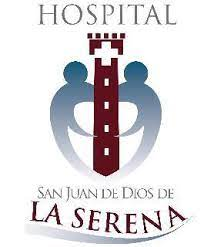 HOSPITAL
SAN JUAN DE DIOS DE
LA SERENA